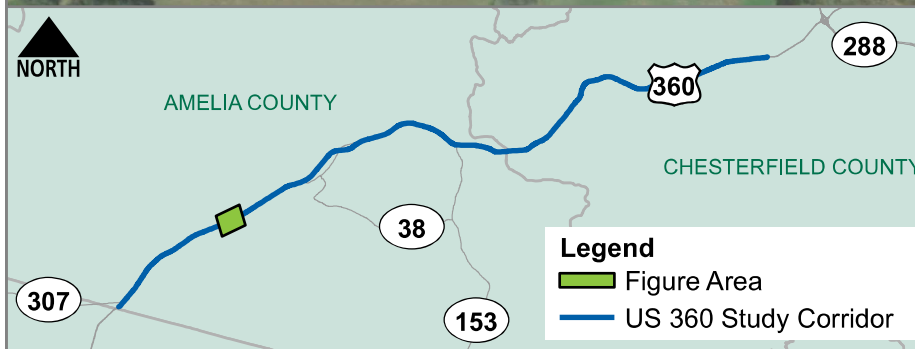 NORTH
288
360
AMELIA COUNTY
CHESTERFIELD COUNTY
38
307
153
Legend
Figure Area
US 360 Study Corridor